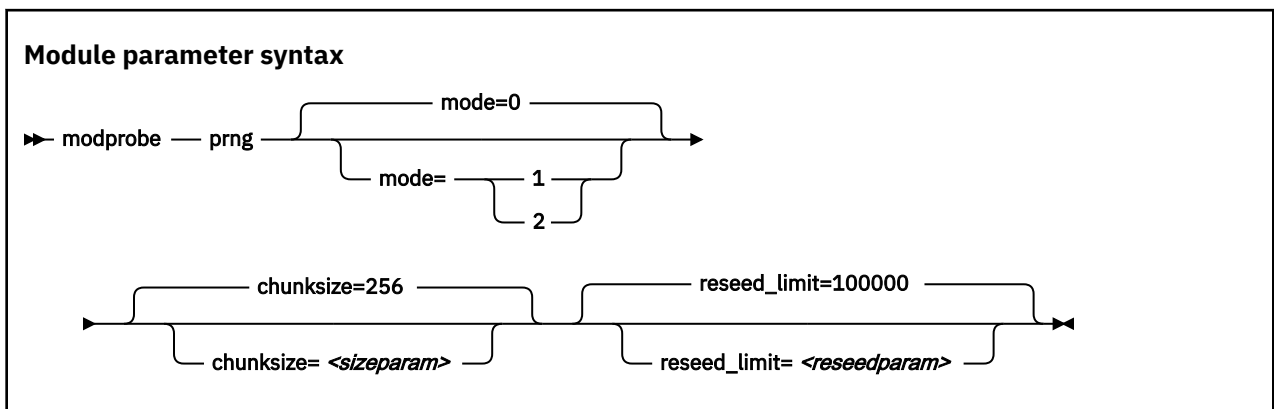 Module parameter syntax
mode=0
modprobe prng
mode= 1
2
chunksize=256 reseed_limit=100000
chunksize= <sizeparam> reseed_limit= <reseedparam>